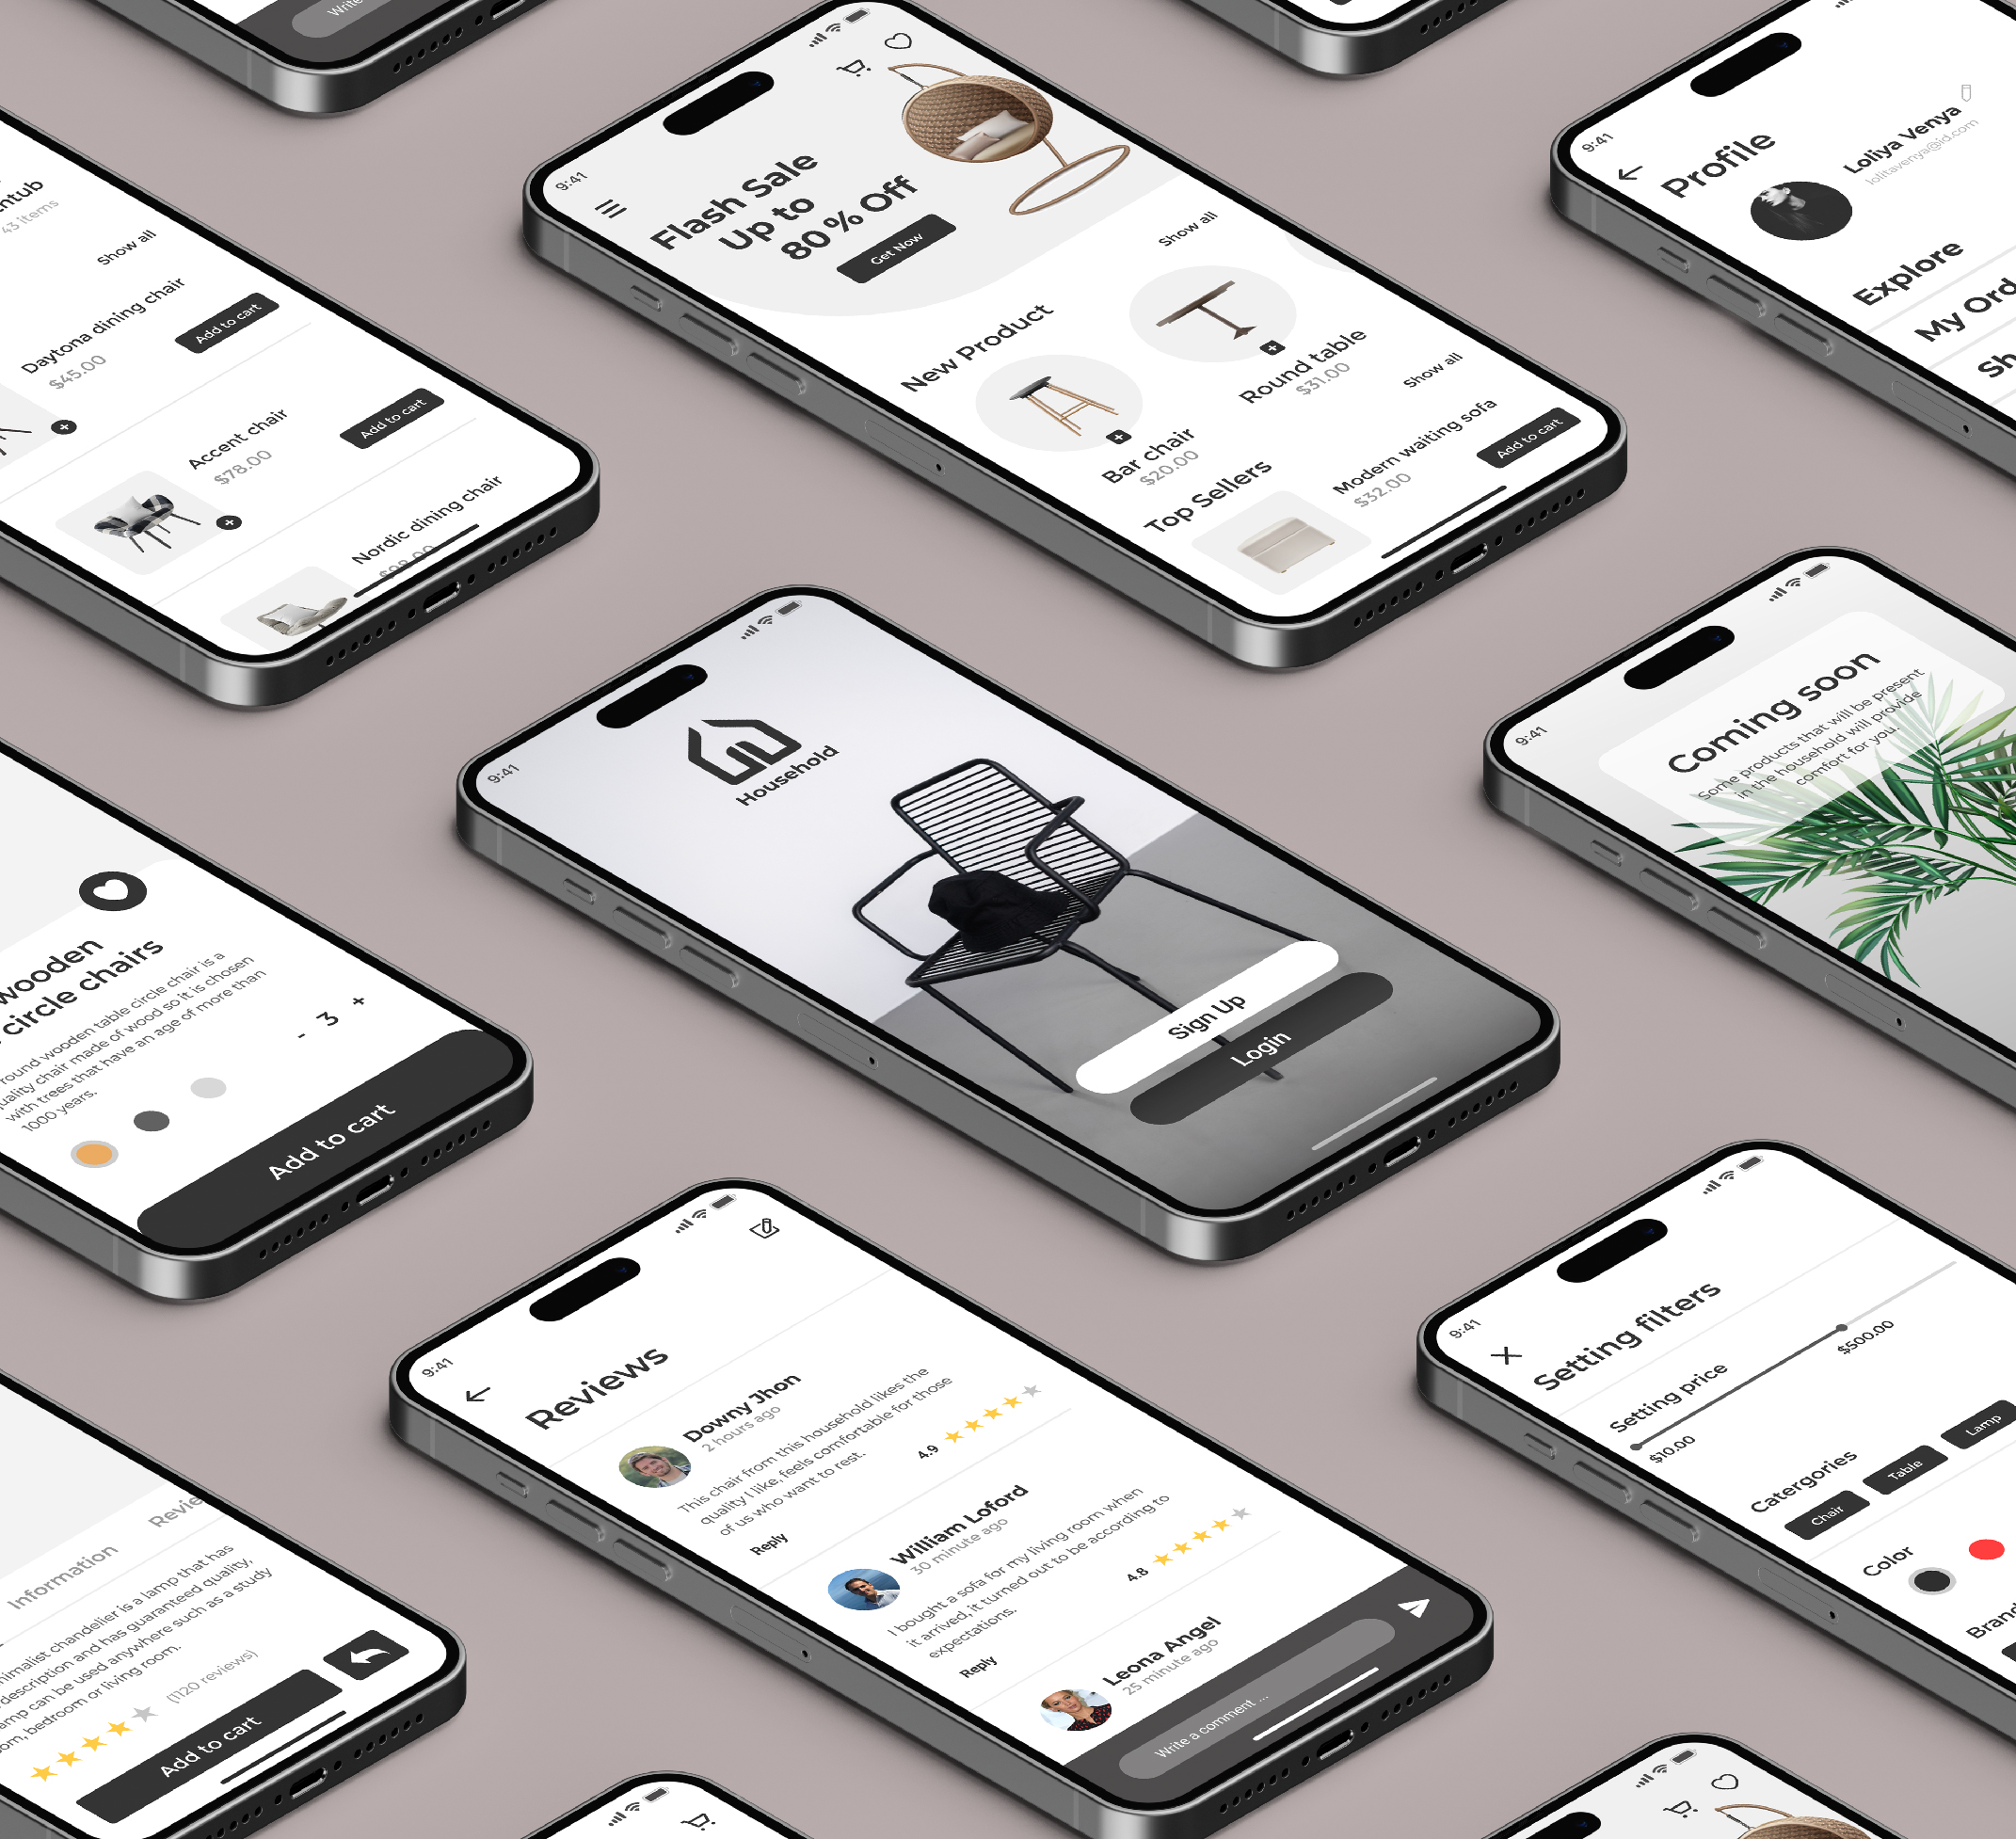 Write
9:41
Flash Sale
Up to
80% Off
Get Now
New Product
Show all
Bar chair
$20.00
Round table
$31.00
Top Sellers
Show all
Modern waiting sofa
$32.00
Add to cart
9:41
Profile
Loliya Venya
lolitavenya@id.com
Explore
My Ord
Sh
entub
43 items
Show all
Daytona dining chair
$45.00
Add to cart
Accent chair
$78.00
Add to cart
Nordic dining chair
9:41
Household
Sign Up
Login
9:41
Coming soon
Some products that will be present
in the household will provide
comfort for you.
wooden
circle chairs
round wooden table circle chair is a
uality chair made of wood so it is chosen
with trees that have an age of more than
1000 years.
- 3 +
Add to cart
9:41
Reviews
Downy Jhon
2 hours ago
This chair from this household likes the
quality I like, feels comfortable for those
of us who want to rest.
4.9
Reply
William Loford
30 minute ago
I bought a sofa for my living room when
it arrived, it turned out to be according to
expectations.
4.8
Reply
Leona Angel
25 minute ago
Write a comment ...
9:41
Setting filters
Setting price
$10.00
$500.00
Catergories
Chair
Table
Lamp
Color
Brand
Information
Revie
nimalist chandelier is a lamp that has
description and has guaranteed quality,
amp can be used anywhere such as a study
om, bedroom or living room.
(1120 reviews)
Add to cart